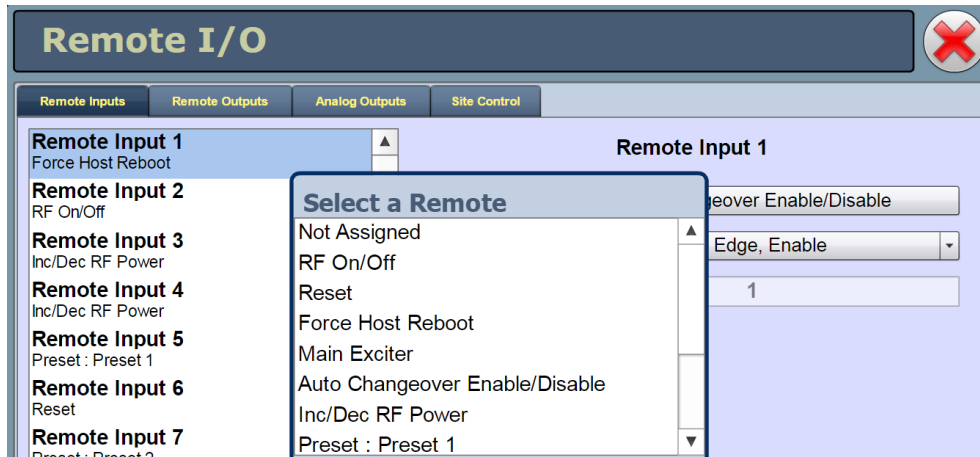 Remote I/O
Remote Inputs
Remote Outputs
Analog Outputs
Site Control
Remote Input 1
Force Host Reboot
Remote Input 2
RF On/Off
Remote Input 3
Inc/Dec RF Power
Remote Input 4
Inc/Dec RF Power
Remote Input 5
Preset : Preset 1
Remote Input 6
Reset
Remote Input 7
Select a Remote
Not Assigned
RF On/Off
Reset
Force Host Reboot
Main Exciter
Auto Changeover Enable/Disable
Inc/Dec RF Power
Preset : Preset 1
Remote Input 1
Enable/Disable
Edge, Enable
1